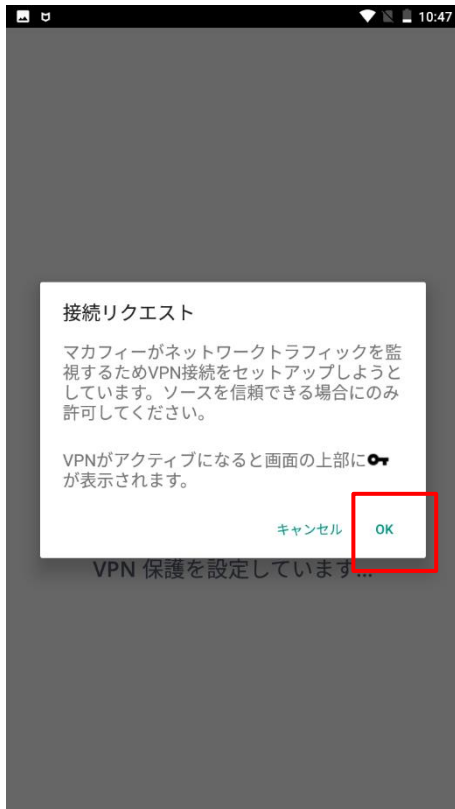 10:47
接続リクエスト
マカフィーがネットワークトラフィックを監
視するためVPN接続をセットアップしようと
しています。ソースを信頼できる場合にのみ
許可してください。
VPNがアクティブになると画面の上部に
が表示されます。
キャンセル OK
VPN 保護を設定しています...